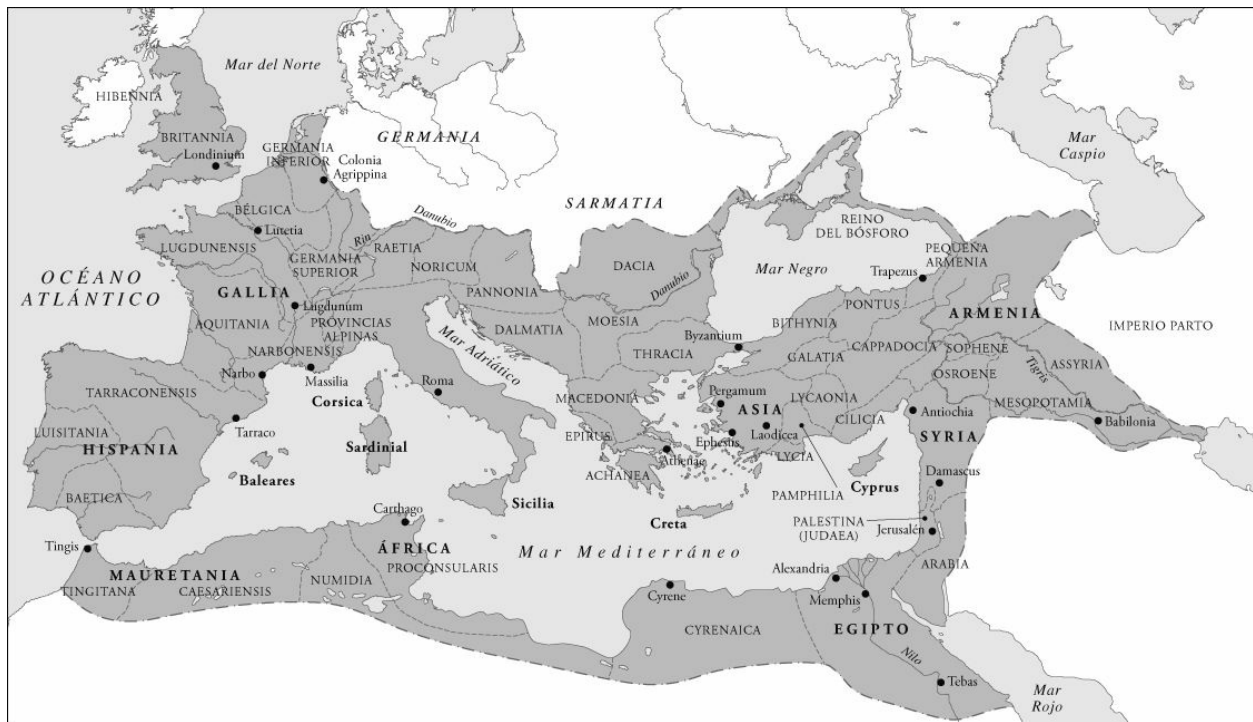 Mar del Norte
HIBENNIA
BRITANNIA
Londinium
GERMANIA
INFERIOR
GERMANIA
Colonia
Agrippina
Mar
Caspio
BÉLGICA
Lutetia
SARMATIA
LUGDUNENSIS
Rin
Danubio
RAETIA
GERMANIA
SUPERIOR
NORICUM
REINO
DEL BÓSFORO
PEQUEÑA
ARMENIA
OCÉANO
ATLÁNTICO
GALLIA
Lugdunum
PANNONIA
DACIA
Danubio
Mar Negro
Trapezus
AQUITANIA
PROVINCIAS
ALPINAS
NARBONENSIS
DALMATIA
MOESIA
BITHYNIA
PONTUS
ARMENIA
IMPERIO PARTO
Mar Adriático
Byzantium
THRACIA
GALATIA
CAPPADOCIA
SOPHENE
ASSYRIA
Narbo
Massilia
Corsica
Roma
OSROENE
Tigris
TARRACONENSIS
MACEDONIA
Pergamum
ASIA
LYCAONIA
MESOPOTAMIA
Tarraco
CILICIA
Antiochia
Babilonia
LUSITANIA
HISPANIA
Sardinial
EPIRUS
Athenae
Ephesus
Laodicea
SYRIA
LYCIA
ACHANEA
Baleares
Damascus
BAETICA
Sicilia
Cyprus
PAMPHILIA
Carthago
Creta
PALESTINA
(JUDAEA)
Jerusalén
Tingis
ÁFRICA
PROCONSULARIS
Mar Mediterráneo
MAURETANIA
TINGITANA
CAESARIENSIS
NUMIDIA
Alexandria
ARABIA
Cyrene
Memphis
CYRENAICA
EGIPTO
Nilo
Tebas
Mar
Rojo